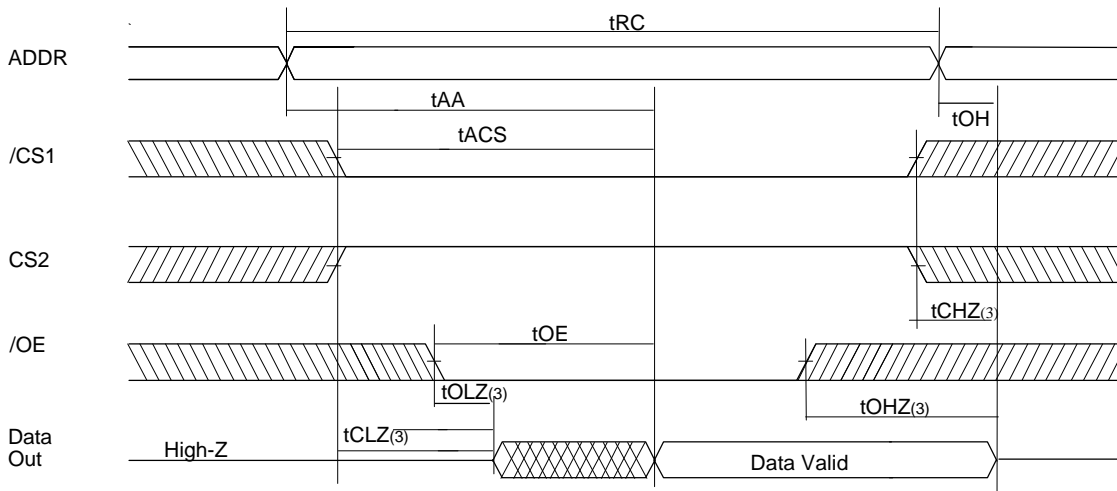 tRC
ADDR
tAA
tOH
tACS
/CS1
CS2
tCHZ(3)
/OE
tOE
tOLZ(3)
tOHZ(3)
tCLZ(3)
Data
Out
High-Z
Data Valid